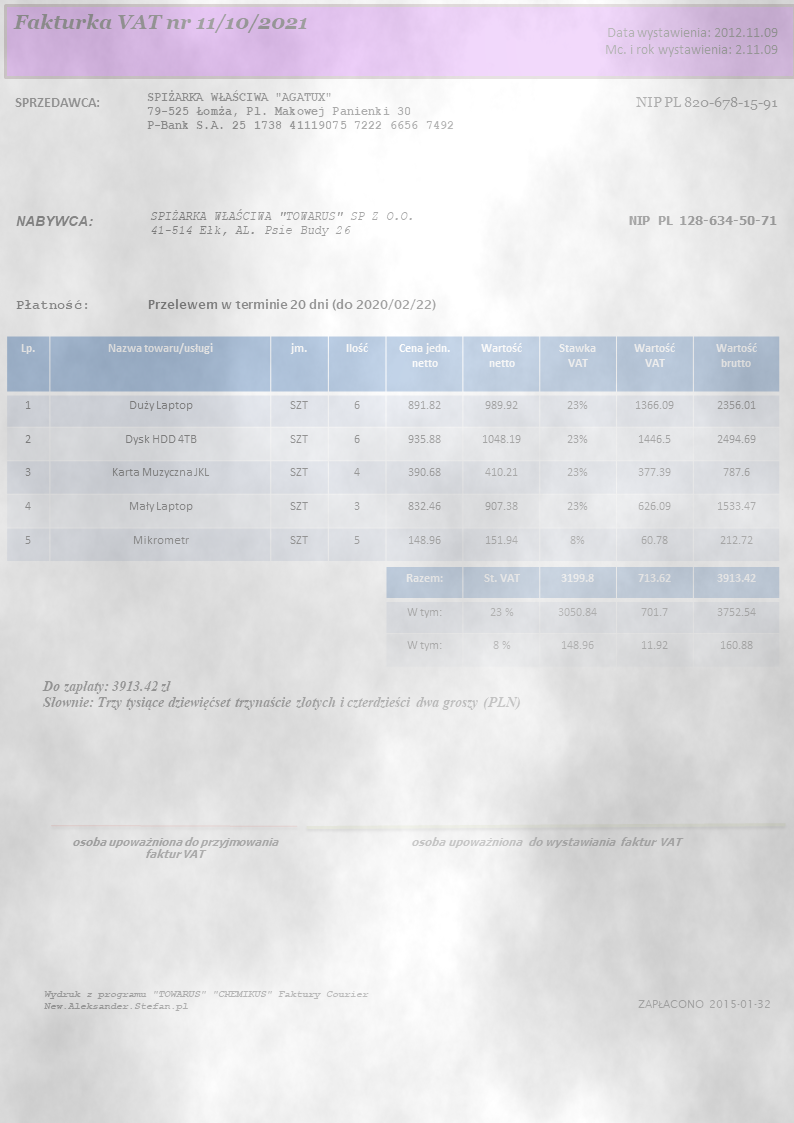 Fakturka VAT nr 11/10/2021
Data wystawienia: 2012.11.09
Mc. i rok wystawienia: 2.11.09
SPRZEDAWCA:
SPIŻARKA WŁAŚCIWA "AGATUX"
79-525 Łomża, Pl. Makowej Panienki 30
P-Bank S.A. 25 1738 41119075 7222 6656 7492
NIP PL 820-678-15-91
NABYWCA:
SPIŻARKA WŁAŚCIWA "TOWARUS" SP Z O.O.
41-514 Ełk, AL. Psie Budy 26
NIP PL 128-634-50-71
Płatność: Przelewem w terminie 20 dni (do 2020/02/22)
Lp. Nazwa towaru/usługi jm. Ilość Cena jedn. netto Wartość netto Stawka VAT Wartość VAT Wartość brutto
1 Duży Laptop SZT 6 891.82 989.92 23% 1366.09 2356.01
2 Dysk HDD 4TB SZT 6 935.88 1048.19 23% 1446.5 2494.69
3 Karta Muzyczna JKL SZT 4 390.68 410.21 23% 377.39 787.6
4 Mały Laptop SZT 3 832.46 907.38 23% 626.09 1533.47
5 Mikrometr SZT 5 148.96 151.94 8% 60.78 212.72
Razem: St. VAT 3199.8 713.62 3913.42
W tym: 23 % 3050.84 701.7 3752.54
W tym: 8 % 148.96 11.92 160.88
Do zapłaty: 3913.42 zł
Słownie: Trzy tysiące dziewięćset trzynaście złotych i czterdzieści dwa groszy (PLN)
osoba upoważniona do przyjmowania
faktur VAT
osoba upoważniona do wystawiania faktur VAT
Wydruk z programu "TOWARUS" "CHEMIKUS" Faktury Courier
New.Aleksander.Stefan.pl
ZAPŁACONO 2015-01-32